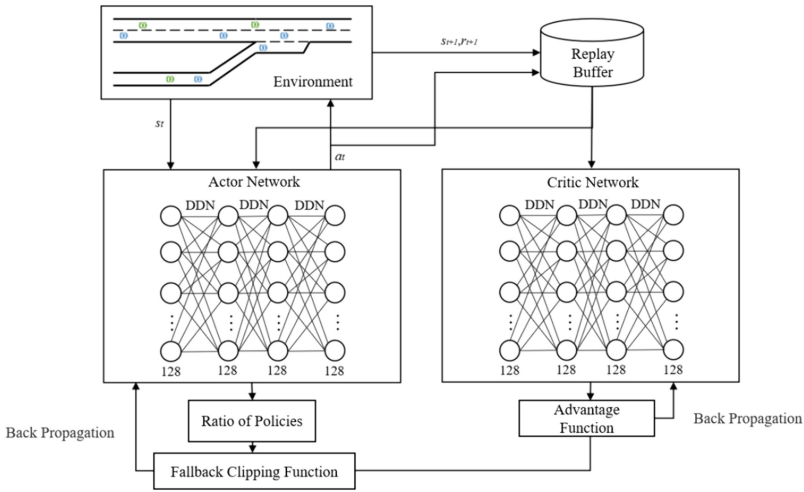 Environment
st+1,rt+1
Replay
Buffer
st
at
Actor Network
DDN DDN DDN
128 128 128 128
Critic Network
DDN DDN DDN
128 128 128 128
Ratio of Policies
Advantage
Function
Back Propagation
Back Propagation
Fallback Clipping Function